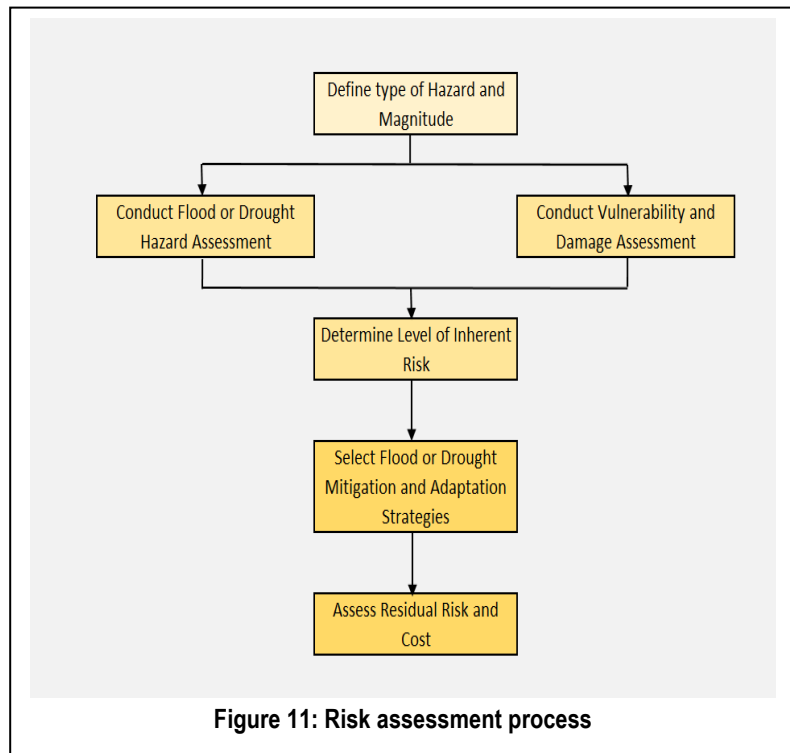 Define type of Hazard and
Magnitude
Conduct Flood or Drought
Hazard Assessment
Conduct Vulnerability and
Damage Assessment
Determine Level of Inherent
Risk
Select Flood or Drought
Mitigation and Adaptation
Strategies
Assess Residual Risk and
Cost
Figure 11: Risk assessment process